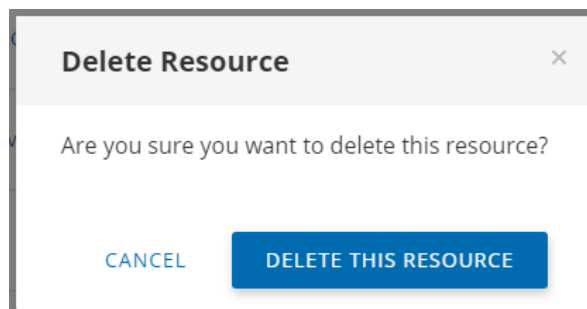 Delete Resource
Are you sure you want to delete this resource?
CANCEL
DELETE THIS RESOURCE